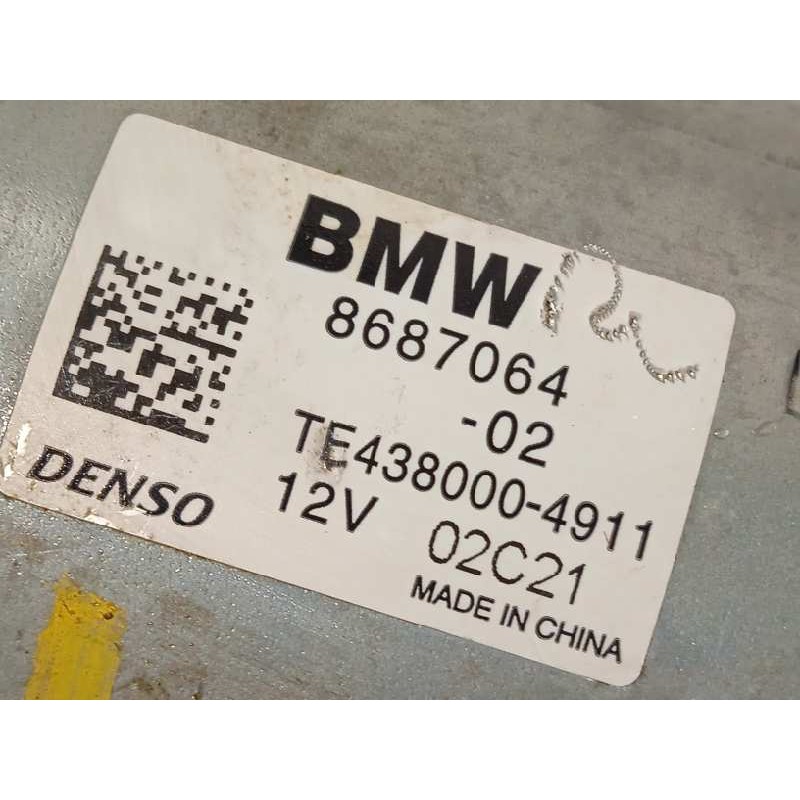 BMW
8687064
-02
TE438000-4911
DENSO
12V 02C21
MADE IN CHINA